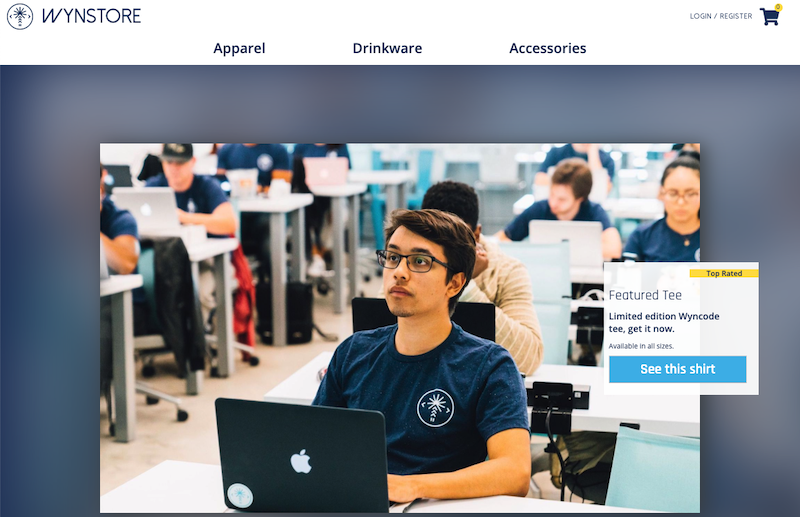 WYNSTORE
LOGIN / REGISTER
0
Apparel
Drinkware
Accessories
Top Rated
Featured Tee
Limited edition Wyncode
tee, get it now.
Available in all sizes.
See this shirt